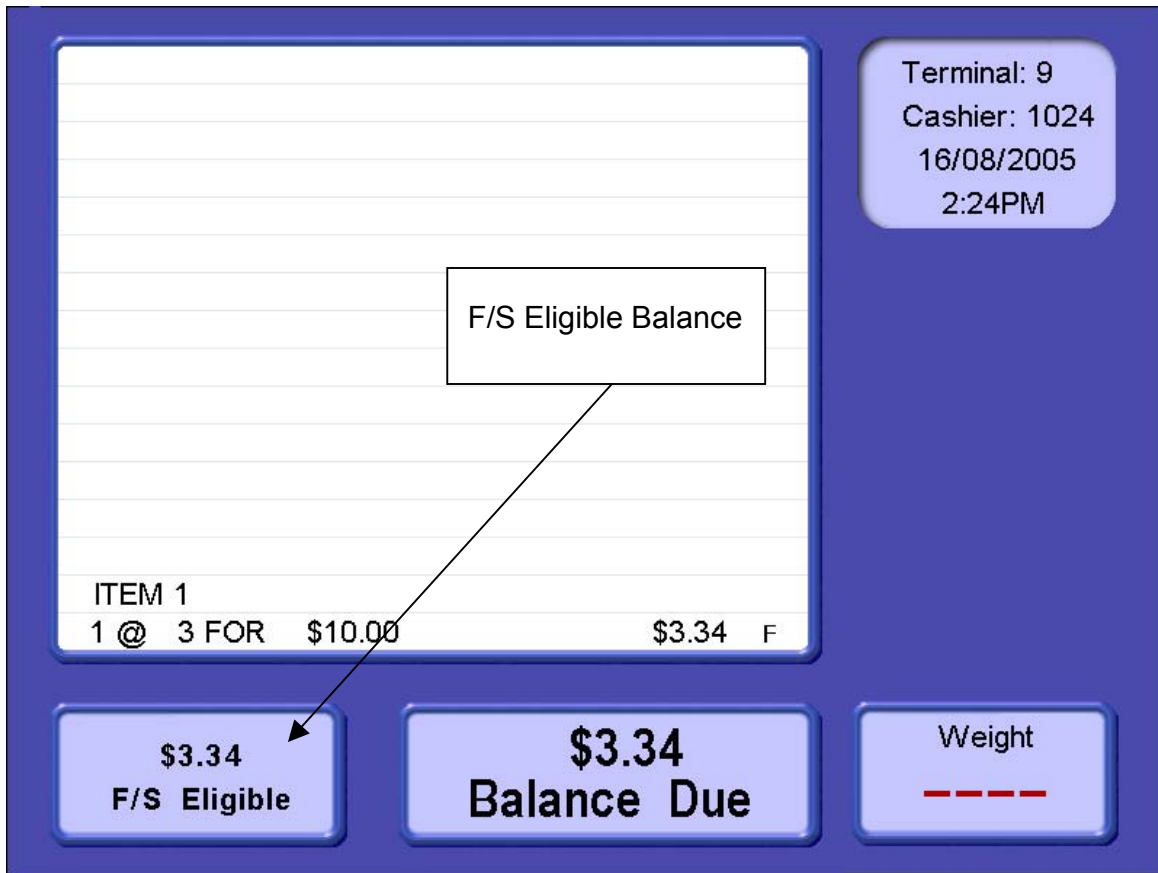 Terminal: 9
Cashier: 1024
16/08/2005
2:24PM
F/S Eligible Balance
ITEM 1
1 @ 3 FOR $10.00 $3.34 F
$3.34
F/S Eligible
$3.34
Balance Due
Weight
----